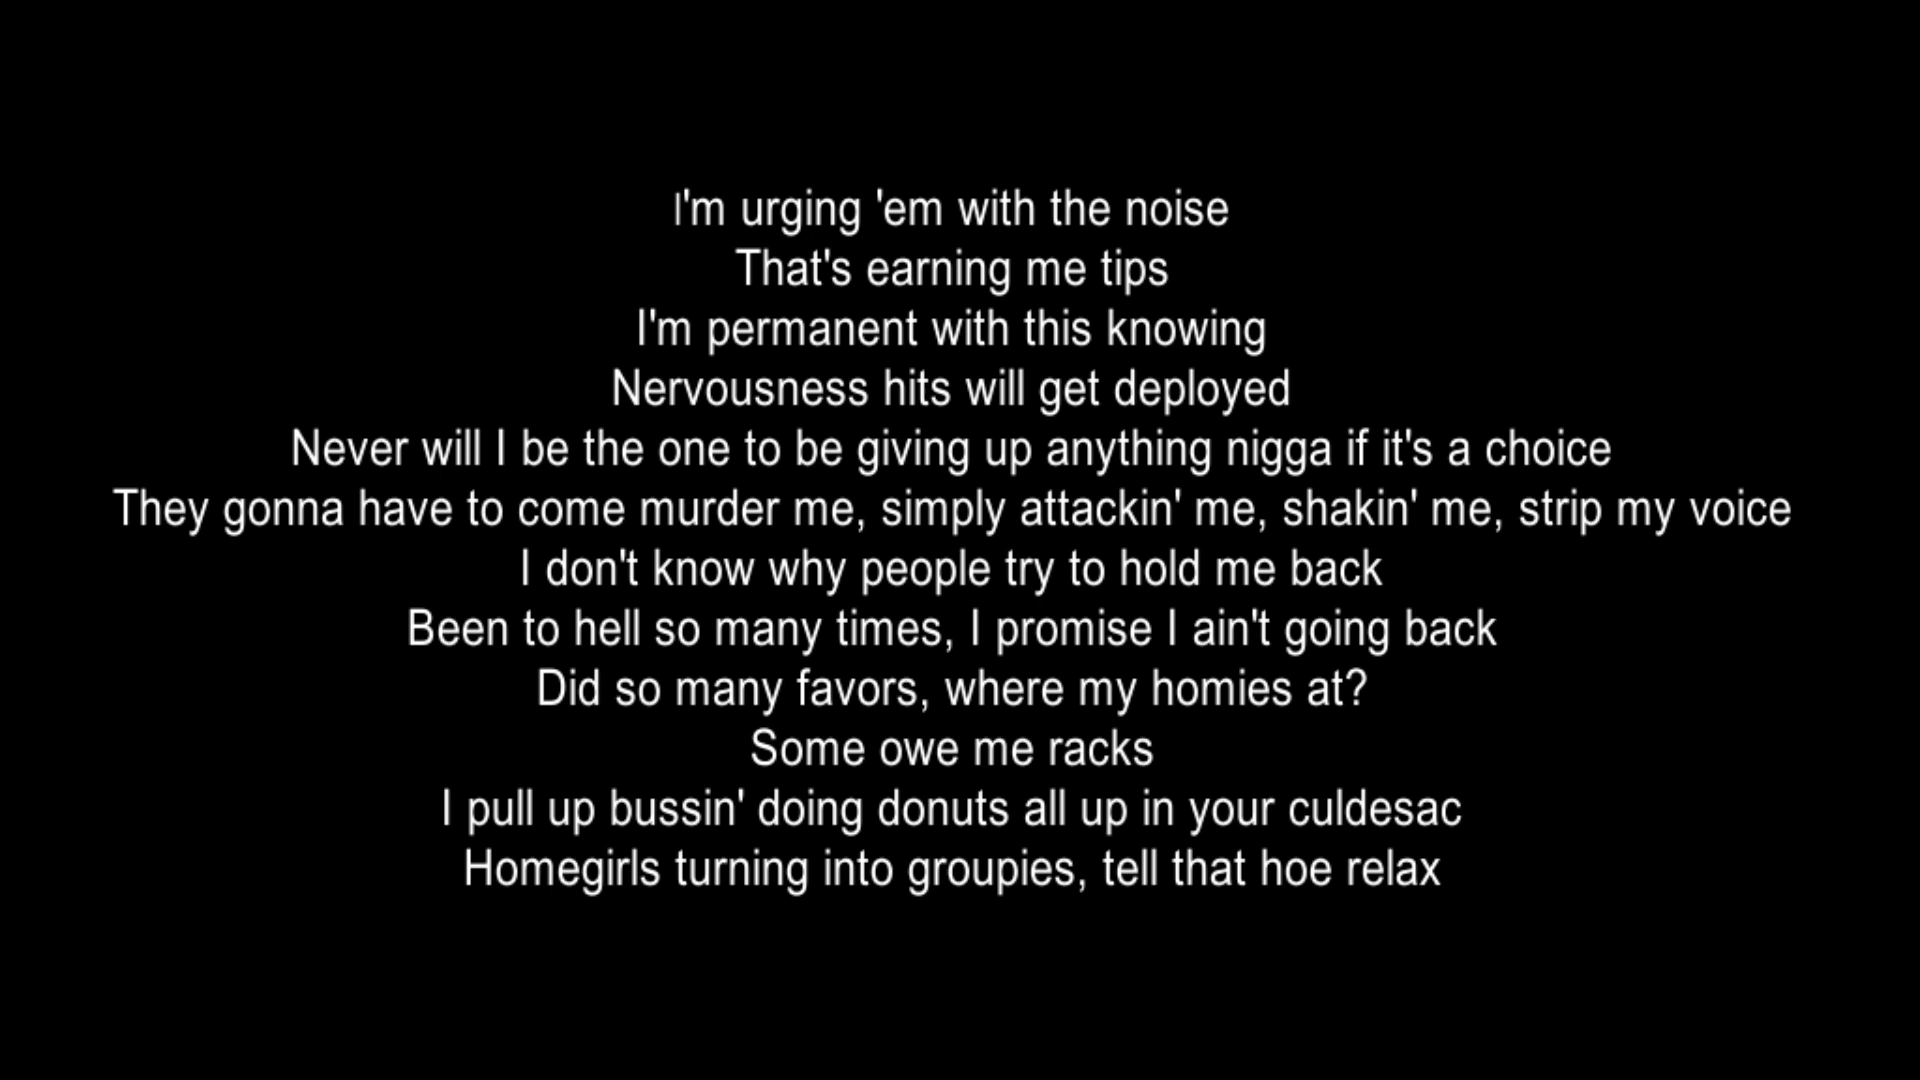 I'm urging 'em with the noise
That's earning me tips
I'm permanent with this knowing
Nervousness hits will get deployed
Never will I be the one to be giving up anything nigga if it's a choice
They gonna have to come murder me, simply attackin' me, shakin' me, strip my voice
I don't know why people try to hold me back
Been to hell so many times, I promise I ain't going back
Did so many favors, where my homies at?
Some owe me racks
I pull up bussin' doing donuts all up in your culdesac
Homegirls turning into groupies, tell that hoe relax